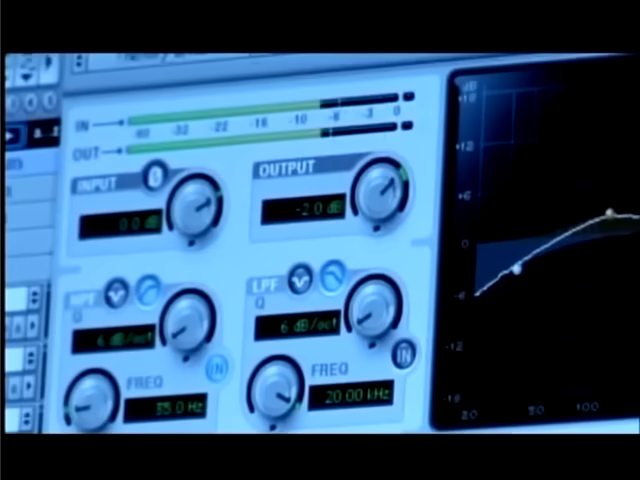 IN
-60 -32 -22 -16 -10 -6 -3 0
OUT
INPUT
0.0 dB
OUTPUT
-2.0 dB
HPF
Q
6 dB/oct
IN
FREQ
35.0 Hz
LPF
Q
6 dB/oct
IN
FREQ
20.00 kHz
dB
+18
+12
+6
0
-6
-12
-18
20 50 100